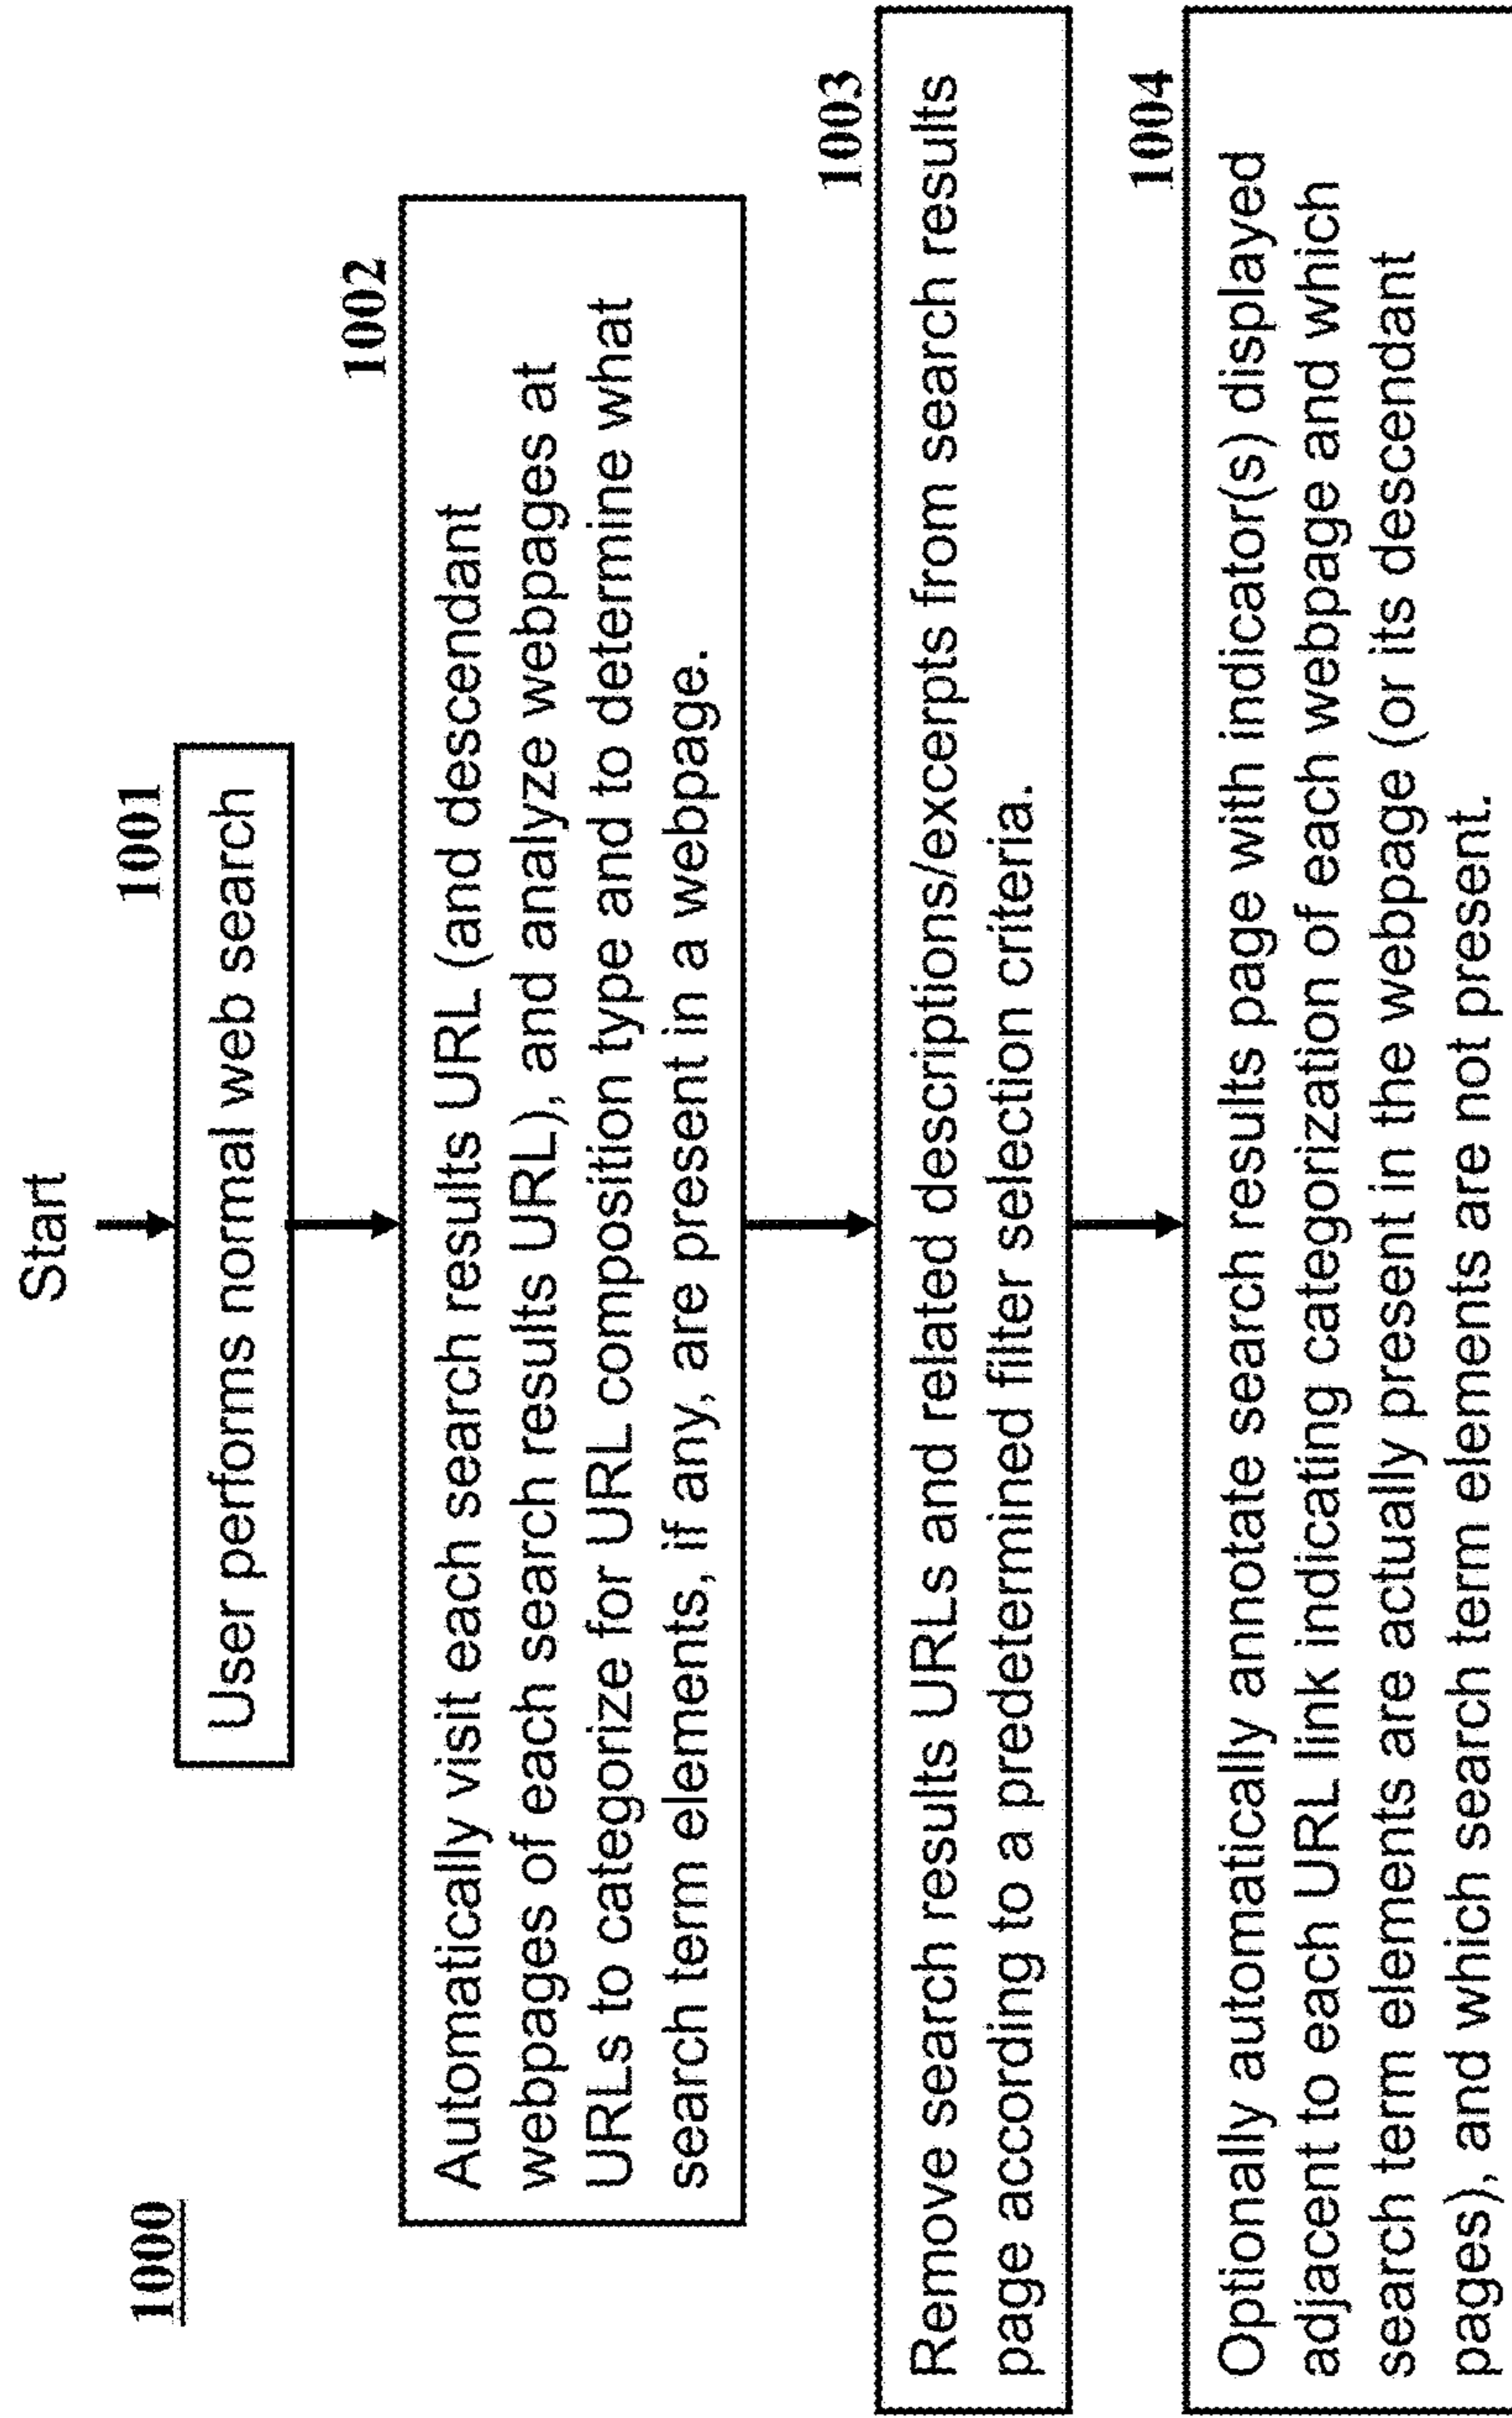 1000
Start
1001
User performs normal web search
1002
Automatically visit each search results URL (and descendant
webpages of each search results URL), and analyze webpages at
URLs to categorize for URL composition type and to determine what
search term elements, if any, are present in a webpage.
1003
Remove search results URLs and related descriptions/excerpts from search results
page according to a predetermined filter selection criteria.
1004
Optionally automatically annotate search results page with indicator(s) displayed
adjacent to each URL link indicating categorization of each webpage and which
search term elements are actually present in the webpage (or its descendant
pages), and which search term elements are not present.